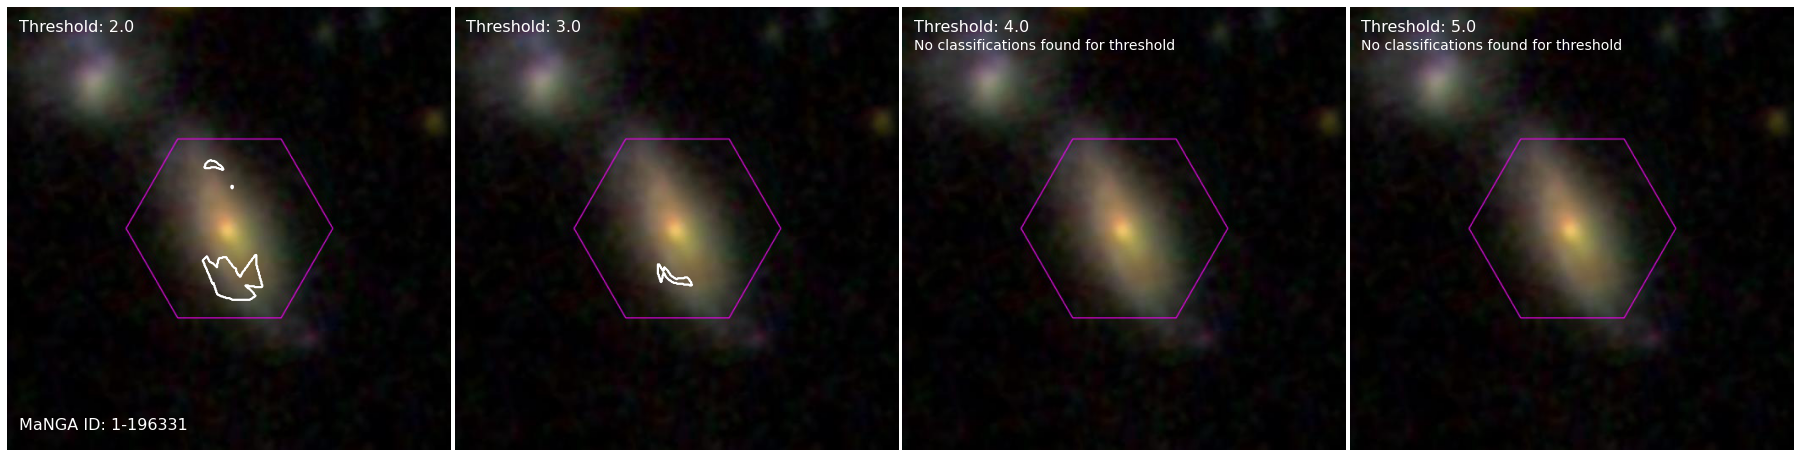 Threshold: 2.0
MaNGA ID: 1-196331
Threshold: 3.0
Threshold: 4.0
No classifications found for threshold
Threshold: 5.0
No classifications found for threshold